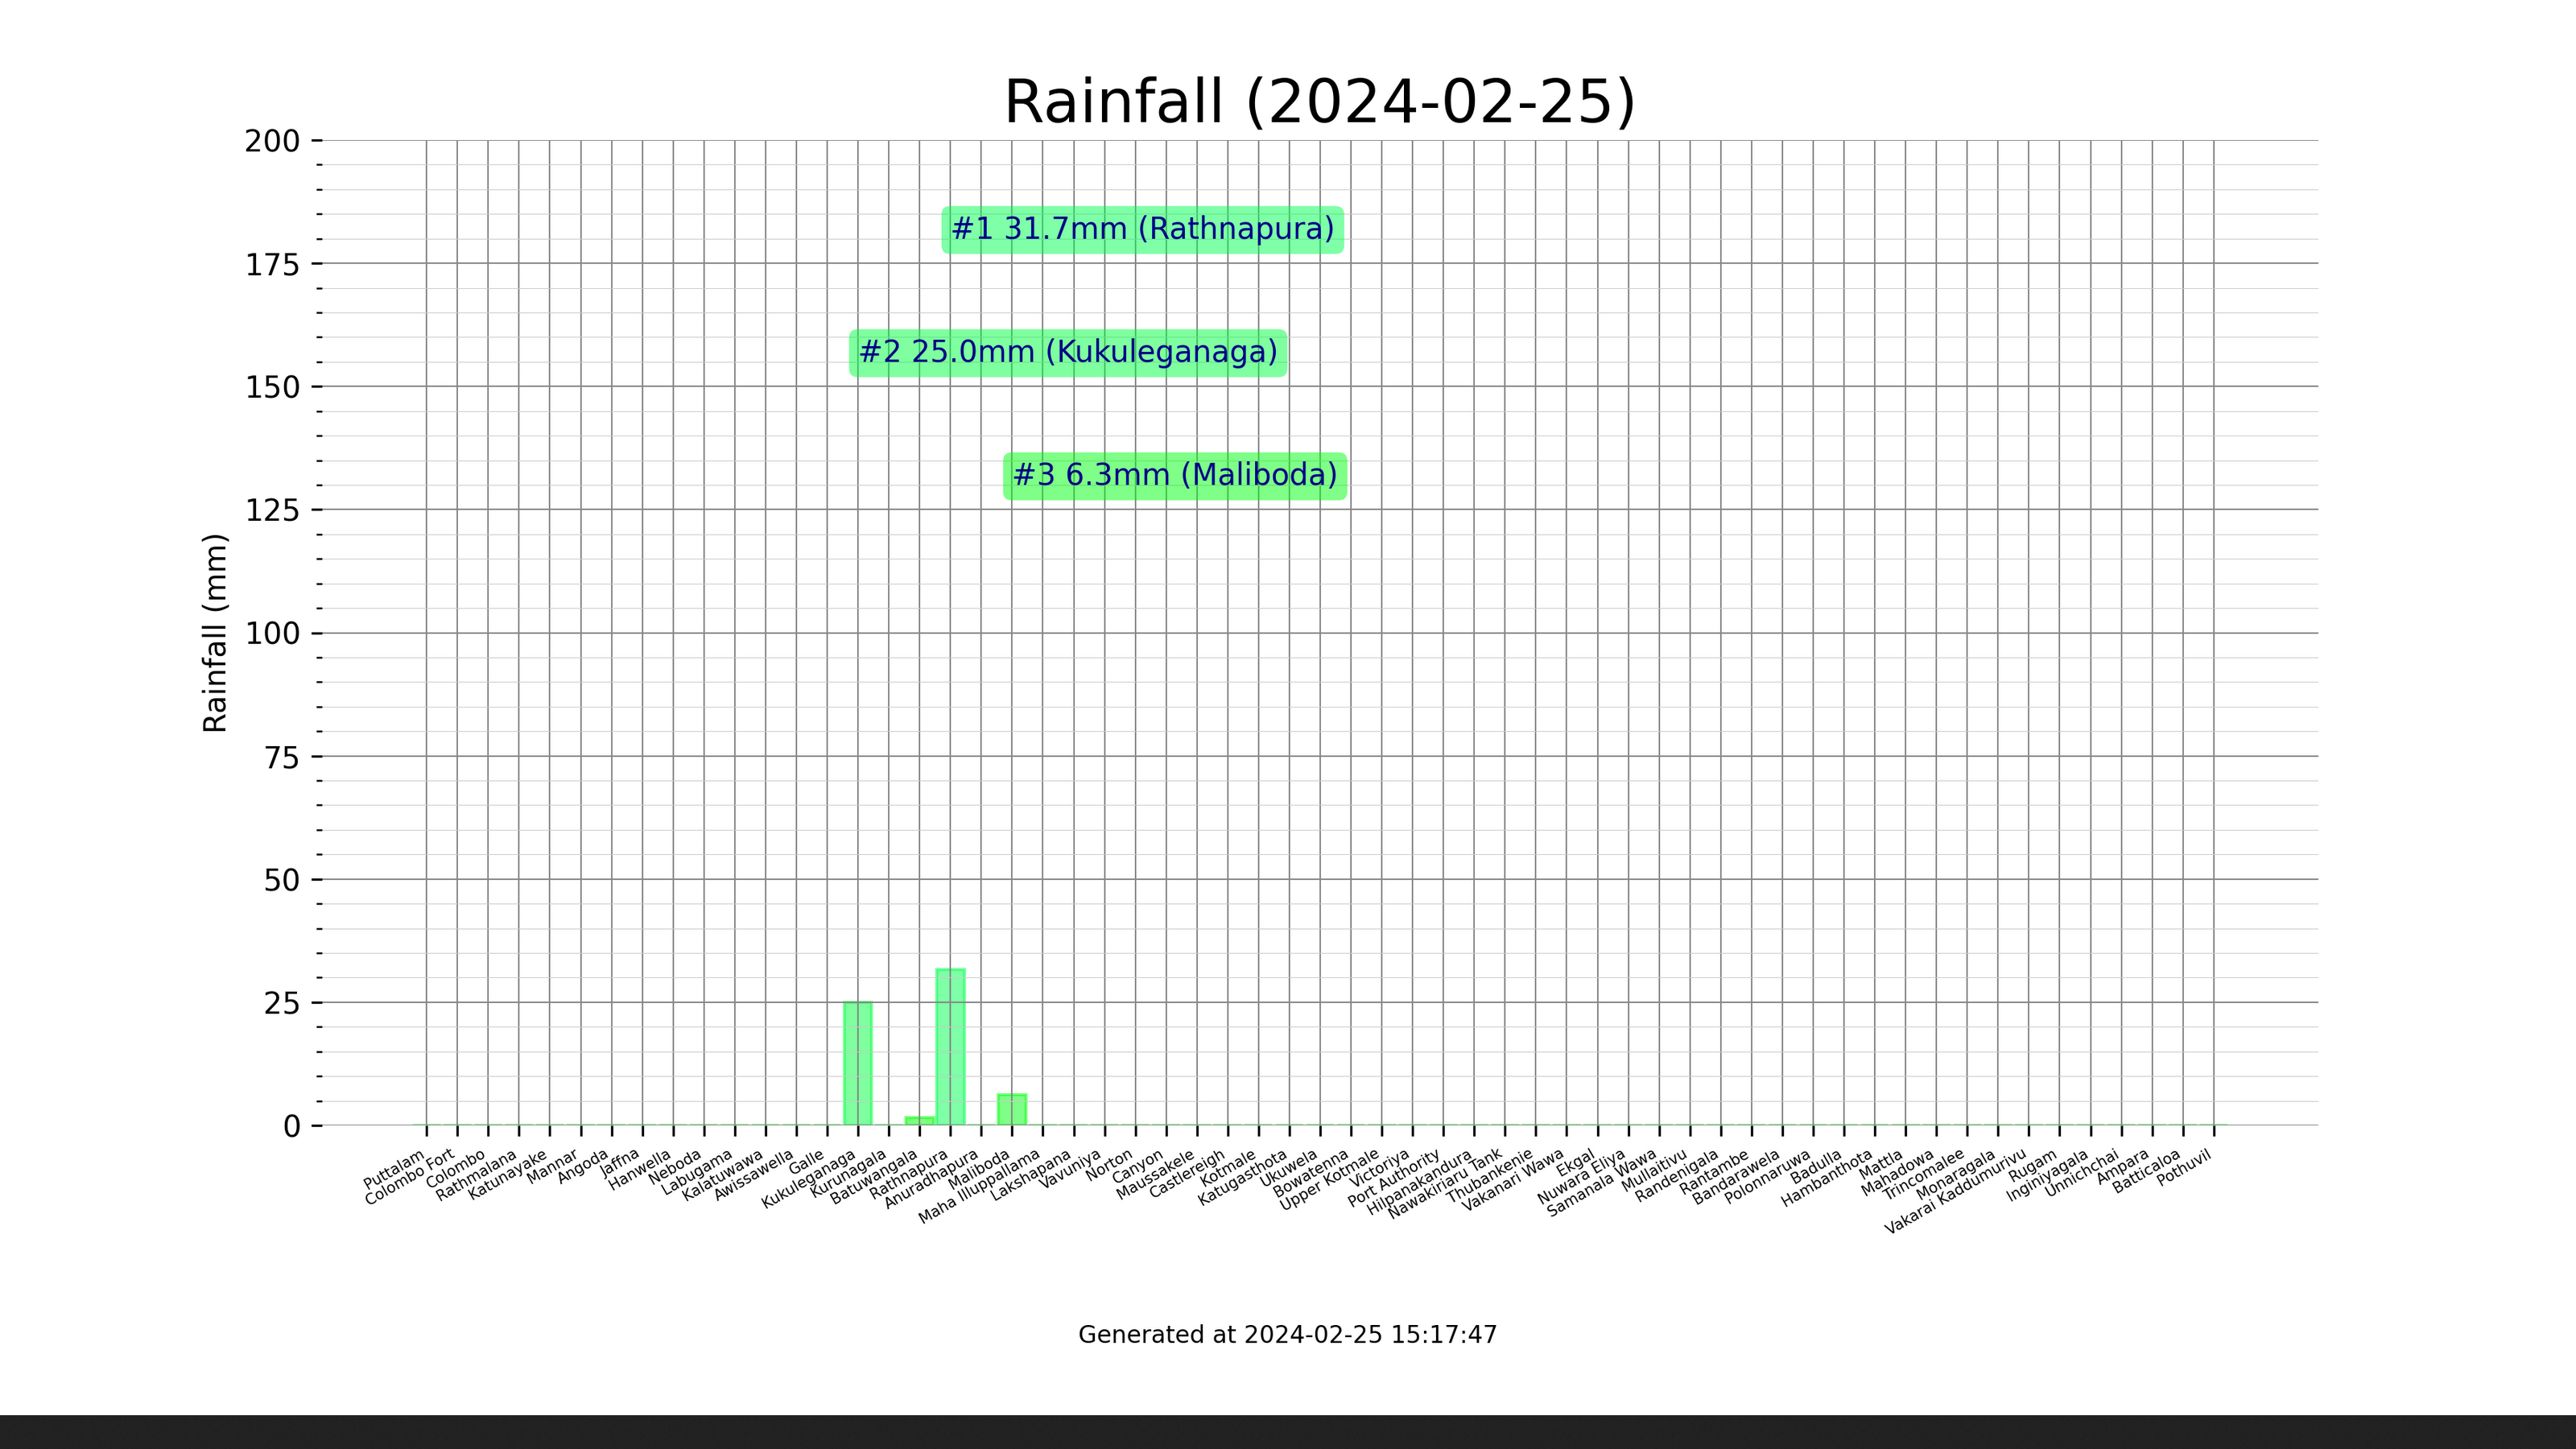 Rainfall (2024-02-25)
200
175
150
125
100
75
50
25
0
Rainfall (mm)
#1 31.7mm (Rathnapura)
#2 25.0mm (Kukuleganaga)
#3 6.3mm (Maliboda)
Puttalam
Colombo Fort
Colombo
Rathmalana
Katunayake
Mannar
Angoda
Jaffna
Hanwella
Neboda
Labugama
Kalatuwawa
Awissawella
Galle
Kukuleganaga
Kurunagala
Batuwangala
Rathnapura
Anuradhapura
Maliboda
Maha Illuppallama
Lakshapana
Vavuniya
Norton
Canyon
Maussakele
Castlereigh
Kotmale
Katugasthota
Ukuwela
Bowatenna
Upper Kotmale
Victoriya
Port Authority
Hilpanakandura
Nawakiriaru Tank
Thubankenie
Vakanari Wawa
Ekgal
Nuwara Eliya
Samanala Wawa
Mullaitivu
Randenigala
Rantambe
Bandarawela
Polonnaruwa
Badulla
Hambanthota
Mattla
Mahadowa
Trincomalee
Monaragala
Vakarai Kaddumurivu
Rugam
Inginiyagala
Unnichchai
Ampara
Batticaloa
Pothuvil
Generated at 2024-02-25 15:17:47